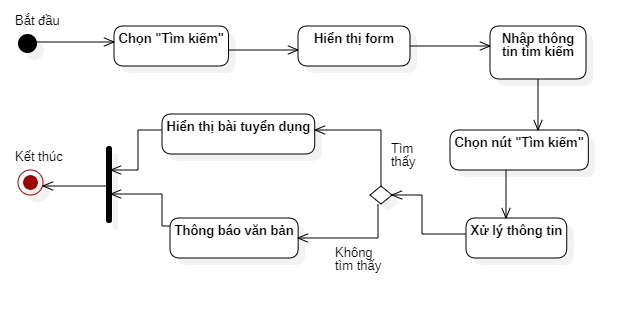 Bắt đầu
Chọn "Tìm kiếm"
Hiển thị form
Nhập thông
tin tìm kiếm
Chọn nút "Tìm kiếm"
Xử lý thông tin
Tìm
thấy
Không
tìm thấy
Hiển thị bài tuyển dụng
Thông báo văn bản
Kết thúc